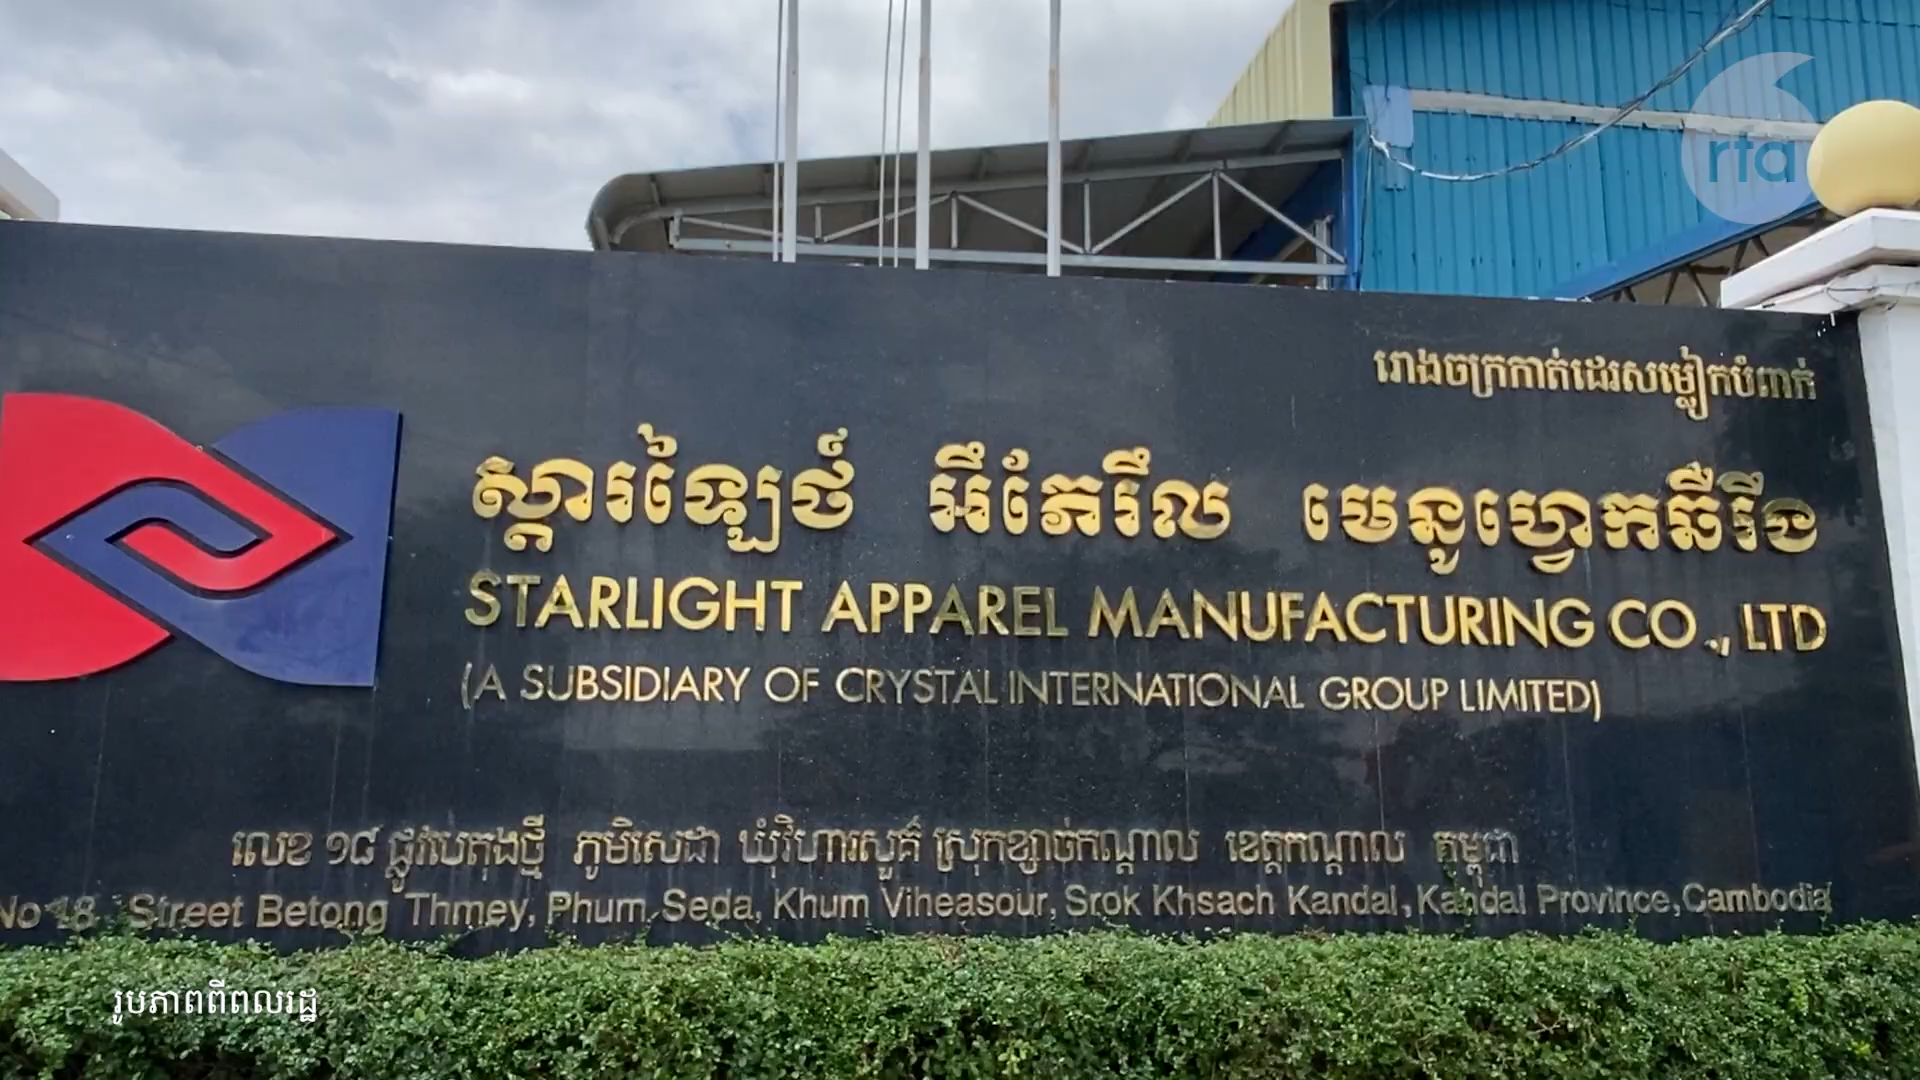 rfa
រោងចក្រកាត់ដេរសម្លៀកបំពាក់
ស្តារឡៃថ៍ អឹភែរឹល មេនូហ្វេកឆឺរីង
STARLIGHT APPAREL MANUFACTURING CO., LTD
(A SUBSIDIARY OF CRYSTAL INTERNATIONAL GROUP LIMITED)
លេខ ១៨ ផ្លូវបេតុងថ្មី ភូមិសេដា ឃុំវិហារសួគ៌ ស្រុកខ្សាច់កណ្តាល ខេត្តកណ្តាល កម្ពុជា
No 18, Street Betong Thmey, Phum Seda, Khum Viheasour, Srok Khsach Kandal, Kandal Province, Cambodia
រូបភាពពីពលរដ្ឋ